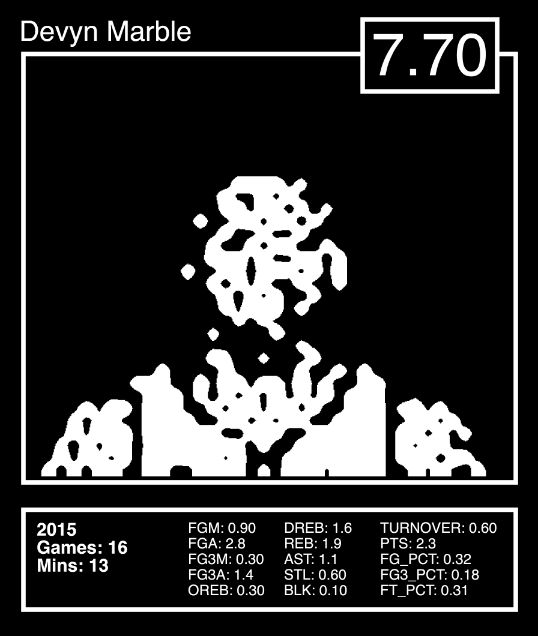 Devyn Marble
7.70
2015
Games: 16
Mins: 13
FGM: 0.90
FGA: 2.8
FG3M: 0.30
FG3A: 1.4
OREB: 0.30
DREB: 1.6
REB: 1.9
AST: 1.1
STL: 0.60
BLK: 0.10
TURNOVER: 0.60
PTS: 2.3
FG_PCT: 0.32
FG3_PCT: 0.18
FT_PCT: 0.31